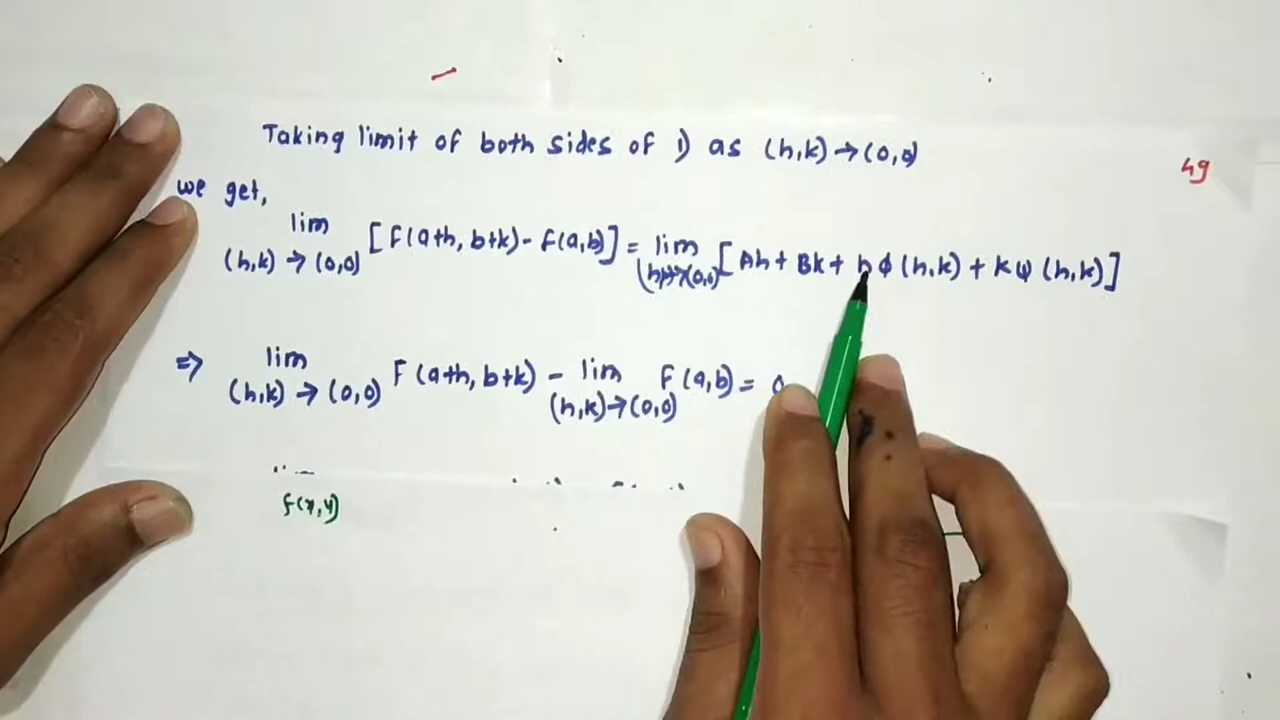 Taking limit of both sides of 1) as (h,k) → (0,0)
49
we get,
lim (h,k) → (0,0) [f(a+h, b+k) - f(a,b)] = lim (h,k)→(0,0) [Ah + Bk + hφ(h,k) + kψ(h,k)]
⇒ lim (h,k) → (0,0) f(a+h, b+k) - lim (h,k)→(0,0) f(a,b) = 0
f(x,y)